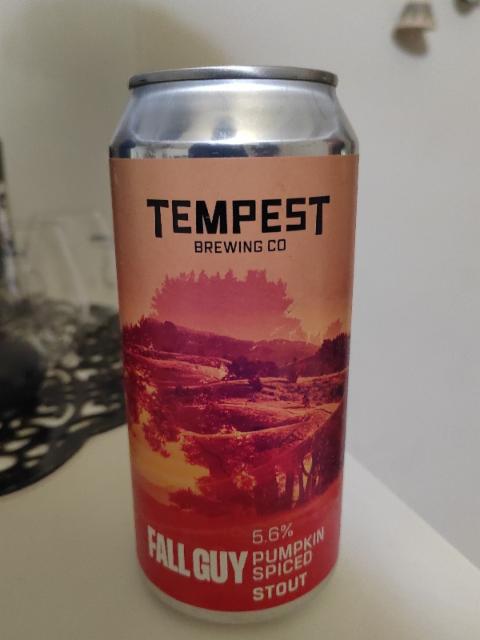 TEMPEST
BREWING CO
FALL GUY
5.6%
PUMPKIN
SPICED
STOUT